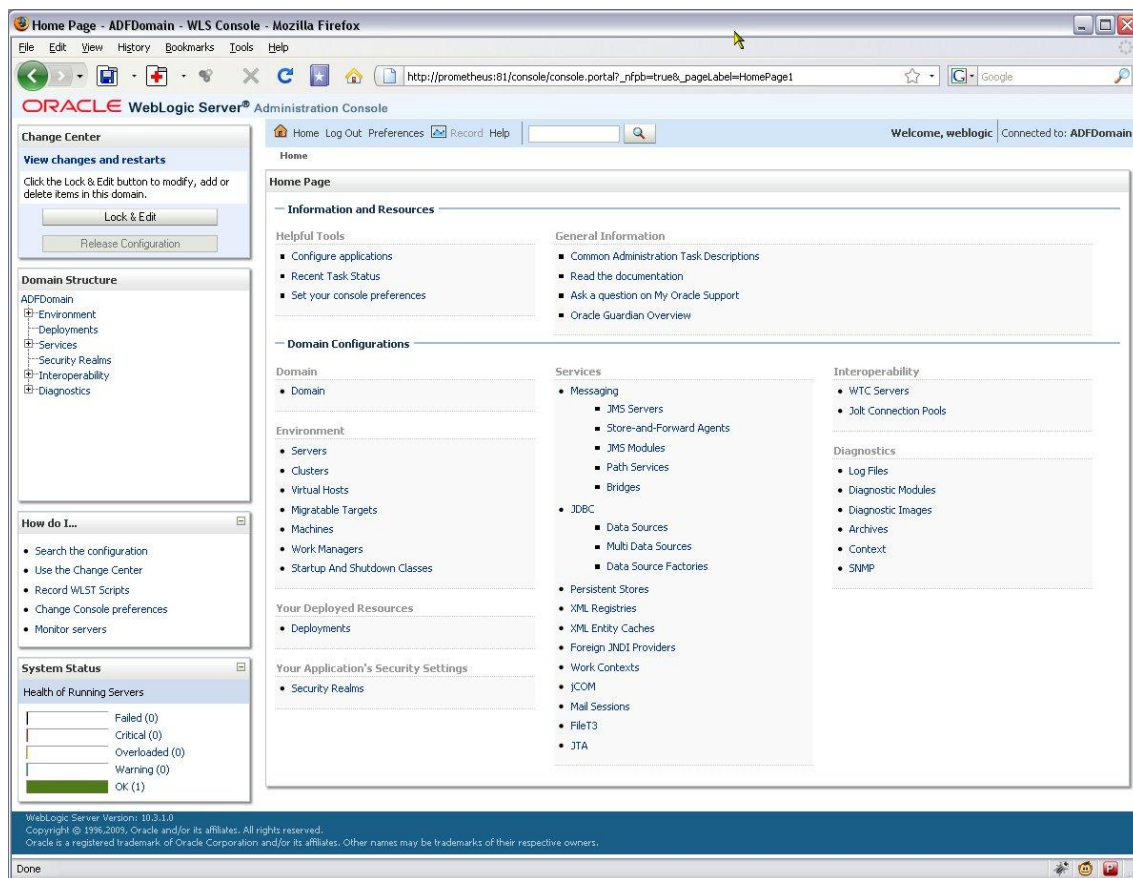 Home Page - ADFDomain - WLS Console - Mozilla Firefox
File Edit View History Bookmarks Tools Help
http://prometheus:81/console/console.portal?_nfpb=true&_pageLabel=HomePage1
G Google
ORACLE WebLogic Server® Administration Console
Change Center
View changes and restarts
Click the Lock & Edit button to modify, add or
delete items in this domain.
Lock & Edit
Release Configuration
Domain Structure
ADFDomain
Environment
Deployments
Services
Security Realms
Interoperability
Diagnostics
How do I...
Search the configuration
Use the Change Center
Record WLST Scripts
Change Console preferences
Monitor servers
System Status
Health of Running Servers
Failed (0)
Critical (0)
Overloaded (0)
Warning (0)
OK (1)
Home Log Out Preferences Record Help
Welcome, weblogic Connected to: ADFDomain
Home
Home Page
Information and Resources
Helpful Tools
Configure applications
Recent Task Status
Set your console preferences
General Information
Common Administration Task Descriptions
Read the documentation
Ask a question on My Oracle Support
Oracle Guardian Overview
Domain Configurations
Domain
Domain
Environment
Servers
Clusters
Virtual Hosts
Migratable Targets
Machines
Work Managers
Startup And Shutdown Classes
Your Deployed Resources
Deployments
Your Application's Security Settings
Security Realms
Services
Messaging
JMS Servers
Store-and-Forward Agents
JMS Modules
Path Services
Bridges
JDBC
Data Sources
Multi Data Sources
Data Source Factories
Persistent Stores
XML Registries
XML Entity Caches
Foreign JNDI Providers
Work Contexts
jCOM
Mail Sessions
FileT3
JTA
Interoperability
WTC Servers
Jolt Connection Pools
Diagnostics
Log Files
Diagnostic Modules
Diagnostic Images
Archives
Context
SNMP
WebLogic Server Version: 10.3.1.0
Copyright © 1996,2009, Oracle and/or its affiliates. All rights reserved.
Oracle is a registered trademark of Oracle Corporation and/or its affiliates. Other names may be trademarks of their respective owners.
Done